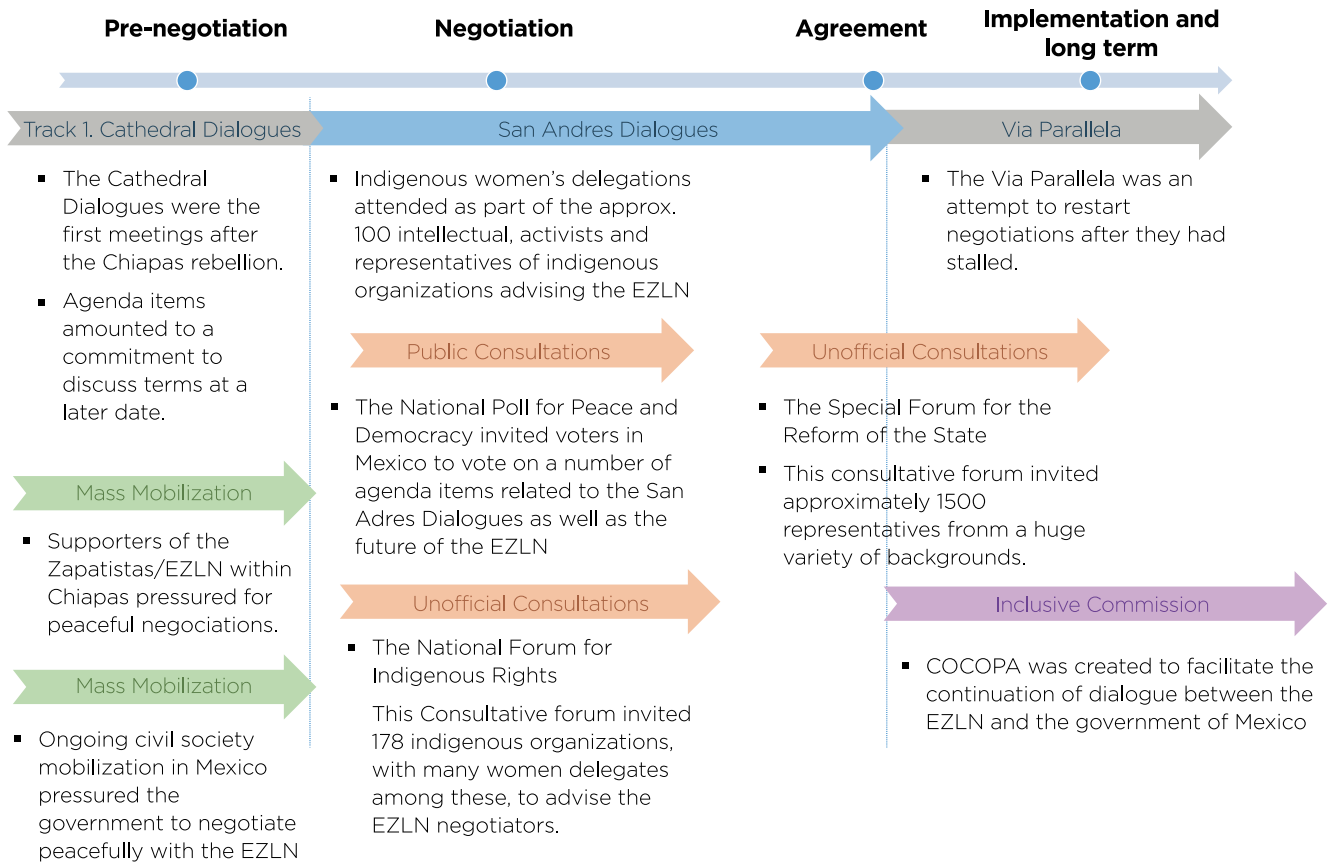 Pre-negotiation
Negotiation
Agreement
Implementation and
long term
Track 1. Cathedral Dialogues
San Andres Dialogues
Via Parallela
▪ The Cathedral
Dialogues were the
first meetings after
the Chiapas rebellion.
▪ Agenda items
amounted to a
commitment to
discuss terms at a
later date.
Mass Mobilization
▪ Supporters of the
Zapatistas/EZLN within
Chiapas pressured for
peaceful negociations.
Mass Mobilization
▪ Ongoing civil society
mobilization in Mexico
pressured the
government to negotiate
peacefully with the EZLN
▪ Indigenous women's delegations
attended as part of the approx.
100 intellectual, activists and
representatives of indigenous
organizations advising the EZLN
Public Consultations
▪ The National Poll for Peace and
Democracy invited voters in
Mexico to vote on a number of
agenda items related to the San
Adres Dialogues as well as the
future of the EZLN
Unofficial Consultations
▪ The National Forum for
Indigenous Rights
This Consultative forum invited
178 indigenous organizations,
with many women delegates
among these, to advise the
EZLN negotiators.
▪ The Via Parallela was an
attempt to restart
negotiations after they had
stalled.
Unofficial Consultations
▪ The Special Forum for the
Reform of the State
▪ This consultative forum invited
approximately 1500
representatives fronm a huge
variety of backgrounds.
Inclusive Commission
▪ COCOPA was created to facilitate the
continuation of dialogue between the
EZLN and the government of Mexico